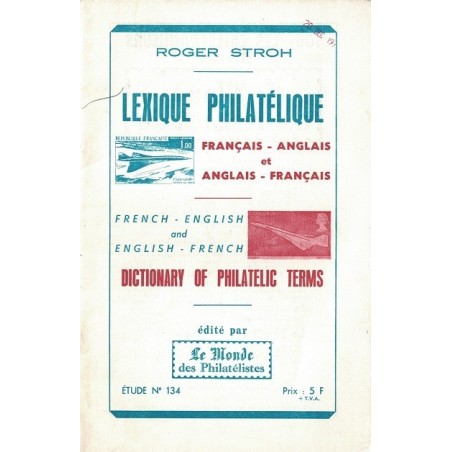 ROGER STROH
LEXIQUE PHILATÉLIQUE
RÉPUBLIQUE FRANÇAISE
1,00
FRANÇAIS - ANGLAIS
et
ANGLAIS - FRANÇAIS
FRENCH - ENGLISH
and
ENGLISH - FRENCH
DICTIONARY OF PHILATELIC TERMS
édité par
Le Monde
des Philatélistes
ÉTUDE N° 134
Prix : 5 F
+ T.V.A.